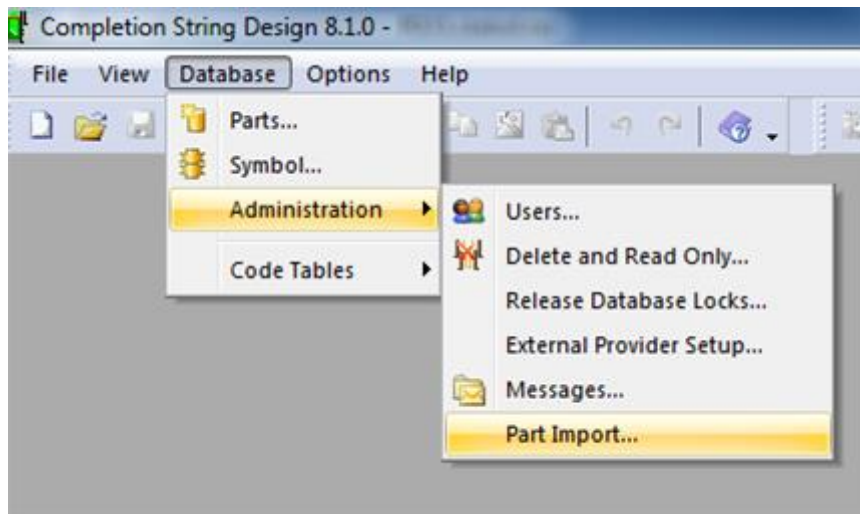 Completion String Design 8.1.0 -
File View Database Options Help
Parts...
Symbol...
Administration
Code Tables
Users...
Delete and Read Only...
Release Database Locks...
External Provider Setup...
Messages...
Part Import...